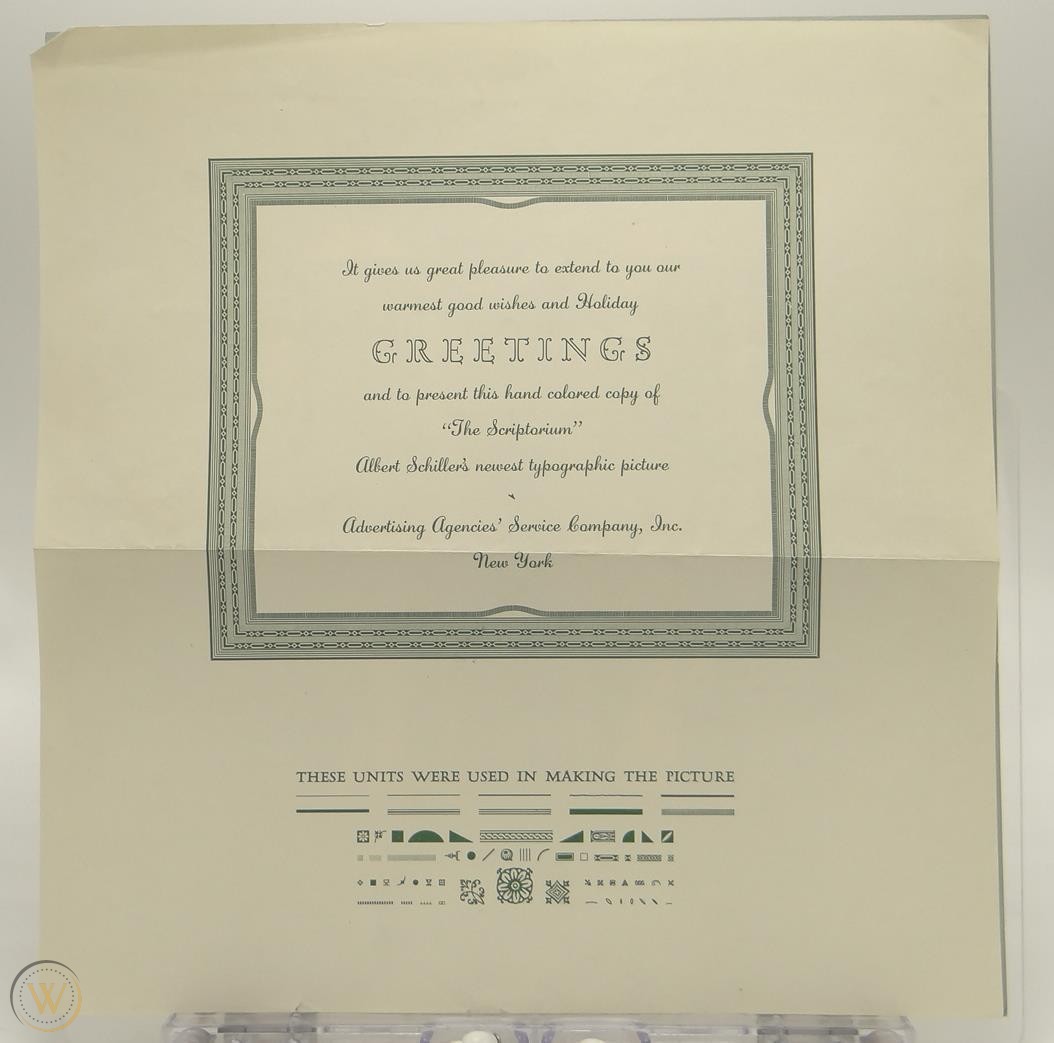 It gives us great pleasure to extend to you our
warmest good wishes and Holiday
GREETINGS
and to present this hand colored copy of
“The Scriptorium”
Albert Schiller's newest typographic picture
Advertising Agencies’ Service Company, Inc.
New York
THESE UNITS WERE USED IN MAKING THE PICTURE
W